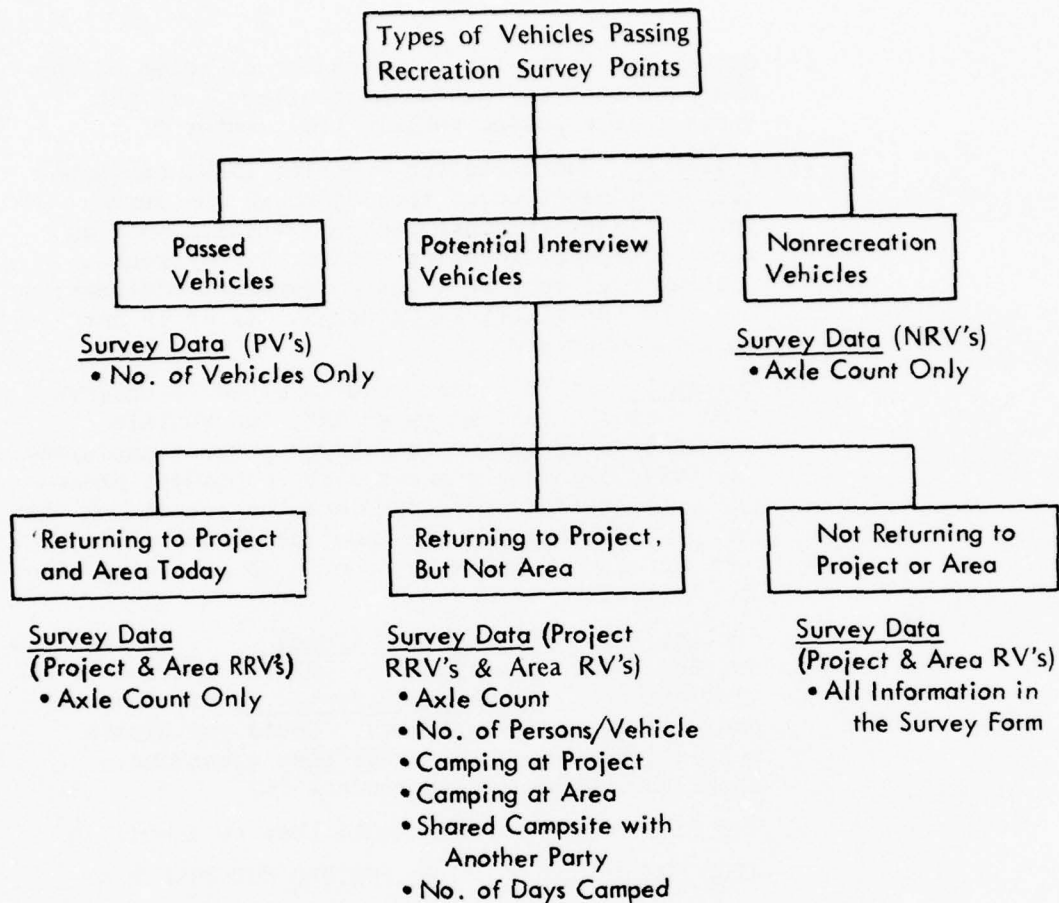 Types of Vehicles Passing
Recreation Survey Points
Passed
Vehicles
Survey Data (PV's)
• No. of Vehicles Only
Potential Interview
Vehicles
Nonrecreation
Vehicles
Survey Data (NRV's)
• Axle Count Only
Returning to Project
and Area Today
Survey Data
(Project & Area RRV's)
• Axle Count Only
Returning to Project,
But Not Area
Survey Data (Project
RRV's & Area RV's)
• Axle Count
• No. of Persons/Vehicle
• Camping at Project
• Camping at Area
• Shared Campsite with
Another Party
• No. of Days Camped
Not Returning to
Project or Area
Survey Data
(Project & Area RV's)
• All Information in
the Survey Form